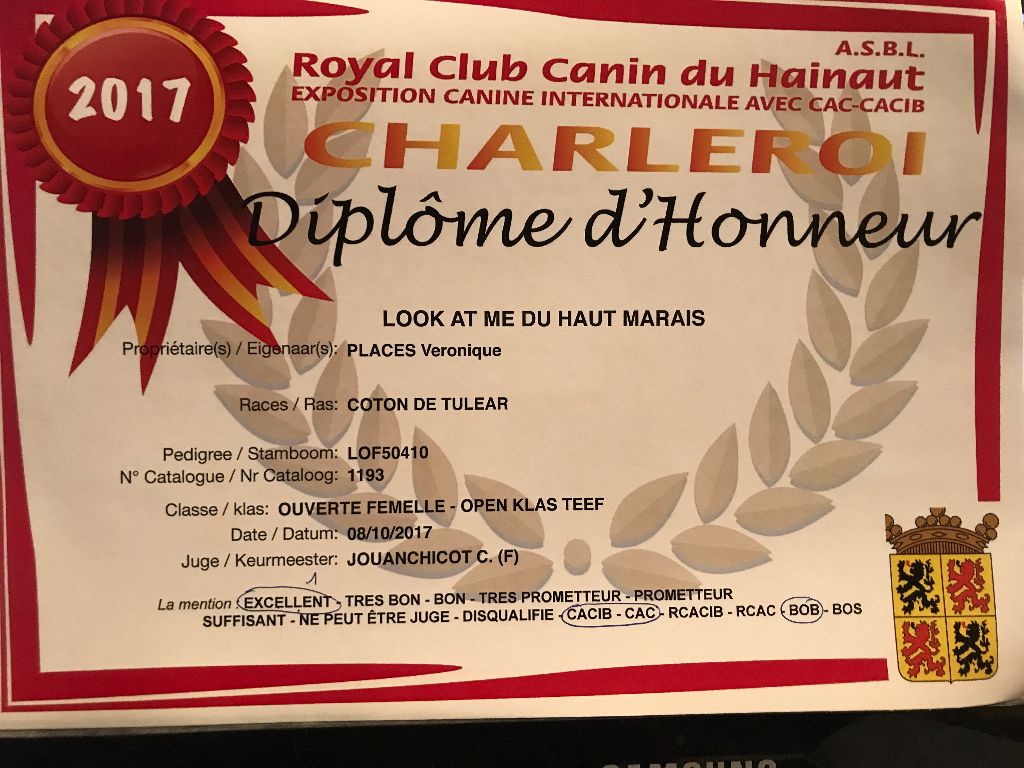 2017
A.S.B.L.
Royal Club Canin du Hainaut
EXPOSITION CANINE INTERNATIONALE AVEC CAC-CACIB
CHARLEROI
Diplôme d'Honneur
LOOK AT ME DU HAUT MARAIS
Propriétaire(s) / Eigenaar(s): PLACES Veronique
Races / Ras: COTON DE TULEAR
Pedigree / Stamboom: LOF50410
N° Catalogue / Nr Cataloog: 1193
Classe / klas: OUVERTE FEMELLE - OPEN KLAS TEEF
Date / Datum: 08/10/2017
Juge / Keurmeester: JOUANCHICOT C. (F)
1
La mention : EXCELLENT - TRES BON - BON - TRES PROMETTEUR - PROMETTEUR
SUFFISANT - NE PEUT ÊTRE JUGE - DISQUALIFIE - CACIB - CAC - RCACIB - RCAC - BOB - BOS
SAMSUNG